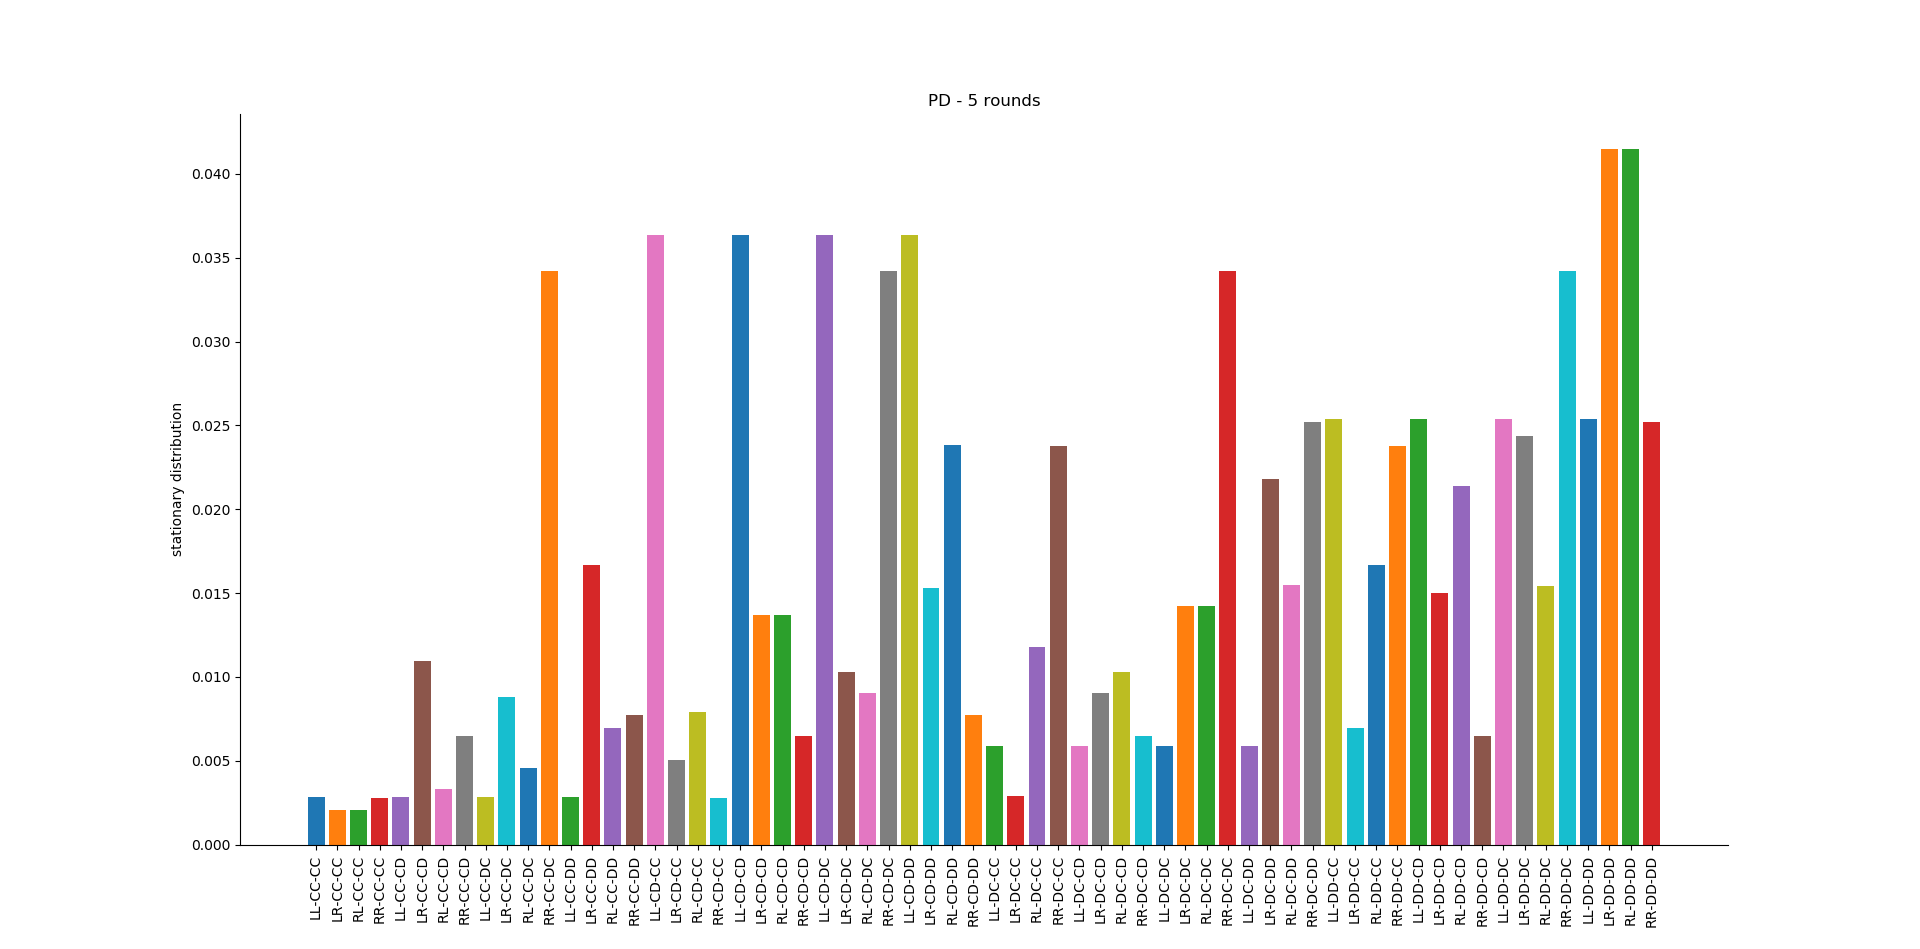 PD - 5 rounds
0.040
0.035
0.030
0.025
0.020
0.015
0.010
0.005
0.000
stationary distribution
LL-CC-CC
LR-CC-CC
RL-CC-CC
RR-CC-CC
LL-CC-CD
LR-CC-CD
RL-CC-CD
RR-CC-CD
LL-CC-DC
LR-CC-DC
RL-CC-DC
RR-CC-DC
LL-CC-DD
LR-CC-DD
RL-CC-DD
RR-CC-DD
LL-CD-CC
LR-CD-CC
RL-CD-CC
RR-CD-CC
LL-CD-CD
LR-CD-CD
RL-CD-CD
RR-CD-CD
LL-CD-DC
LR-CD-DC
RL-CD-DC
RR-CD-DC
LL-CD-DD
LR-CD-DD
RL-CD-DD
RR-CD-DD
LL-DC-CC
LR-DC-CC
RL-DC-CC
RR-DC-CC
LL-DC-CD
LR-DC-CD
RL-DC-CD
RR-DC-CD
LL-DC-DC
LR-DC-DC
RL-DC-DC
RR-DC-DC
LL-DC-DD
LR-DC-DD
RL-DC-DD
RR-DC-DD
LL-DD-CC
LR-DD-CC
RL-DD-CC
RR-DD-CC
LL-DD-CD
LR-DD-CD
RL-DD-CD
RR-DD-CD
LL-DD-DC
LR-DD-DC
RL-DD-DC
RR-DD-DC
LL-DD-DD
LR-DD-DD
RL-DD-DD
RR-DD-DD